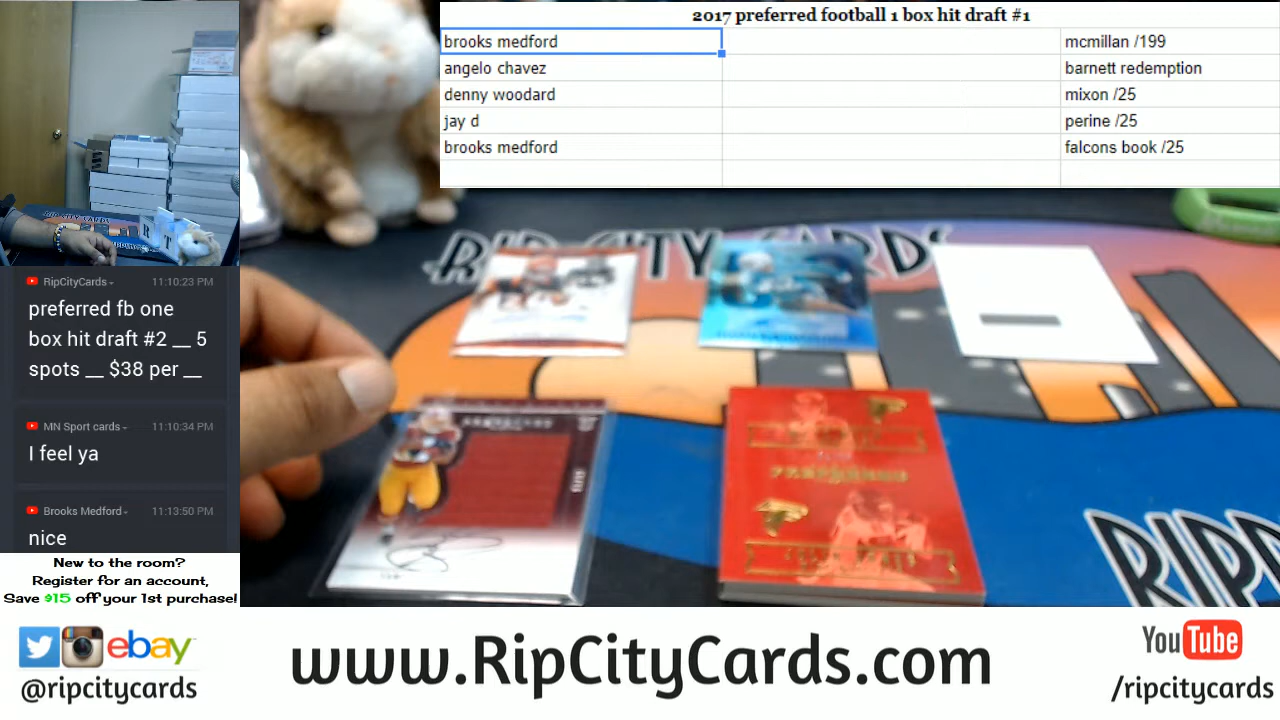 2017 preferred football 1 box hit draft #1
brooks medford mcmillan /199
angelo chavez barnett redemption
denny woodard mixon /25
jay d perine /25
brooks medford falcons book /25
RIP CITY CARDS
RipCityCards 11:10:23 PM
preferred fb one
box hit draft #2 __ 5
spots __ $38 per __
MN Sport cards 11:10:34 PM
I feel ya
Brooks Medford 11:13:50 PM
nice
New to the room?
Register for an account,
Save $15 off your 1st purchase!
ebay
@ripcitycards
www.RipCityCards.com
YouTube
/ripcitycards